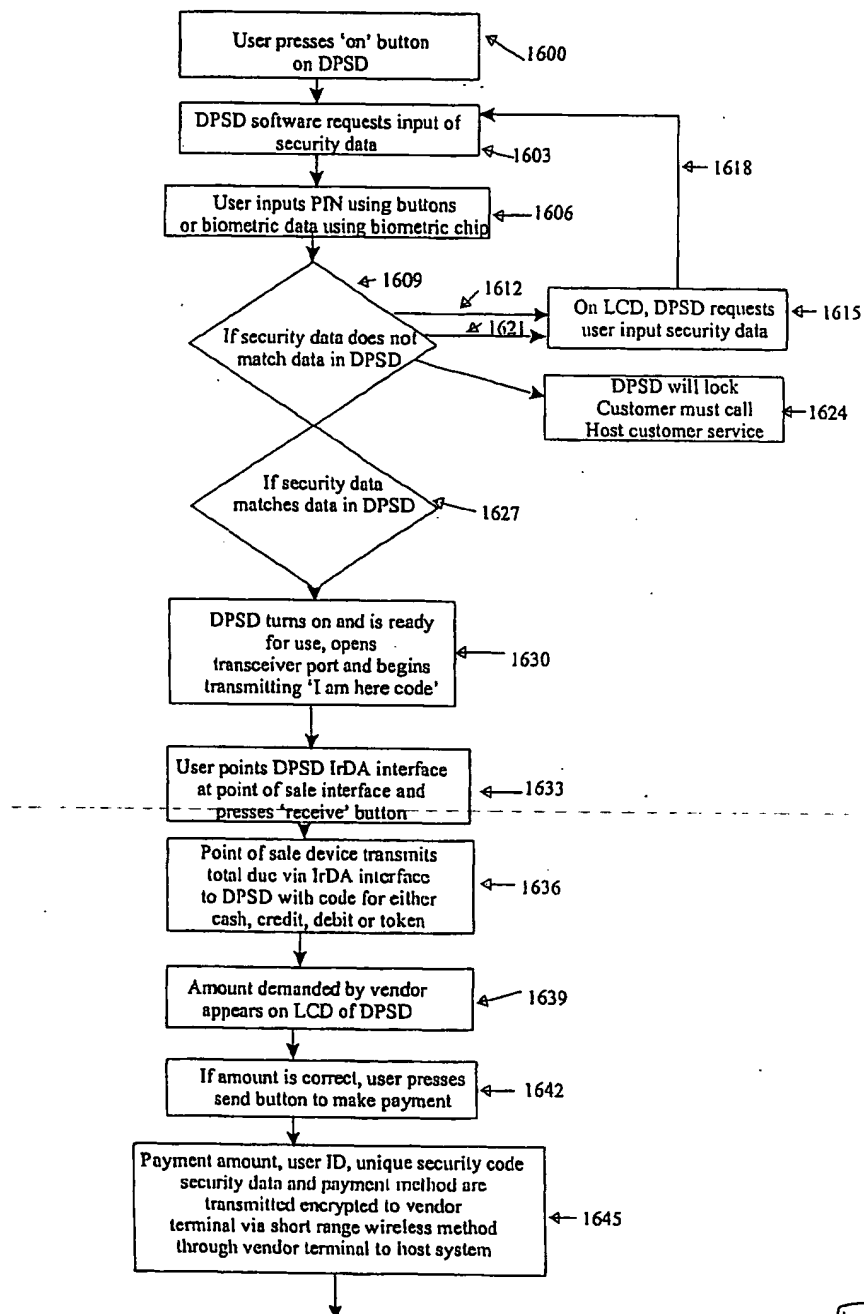 User presses 'on' button
on DPSD
1600
DPSD software requests input of
security data
1603
1618
User inputs PIN using buttons
or biometric data using biometric chip
1606
1609
1612
1621
On LCD, DPSD requests
user input security data
1615
If security data does not
match data in DPSD
DPSD will lock
Customer must call
Host customer service
1624
If security data
matches data in DPSD
1627
DPSD turns on and is ready
for use, opens
transceiver port and begins
transmitting 'I am here code'
1630
User points DPSD IrDA interface
at point of sale interface and
presses 'receive' button
1633
Point of sale device transmits
total due via IrDA interface
to DPSD with code for either
cash, credit, debit or token
1636
Amount demanded by vendor
appears on LCD of DPSD
1639
If amount is correct, user presses
send button to make payment
1642
Payment amount, user ID, unique security code
security data and payment method are
transmitted encrypted to vendor
terminal via short range wireless method
through vendor terminal to host system
1645